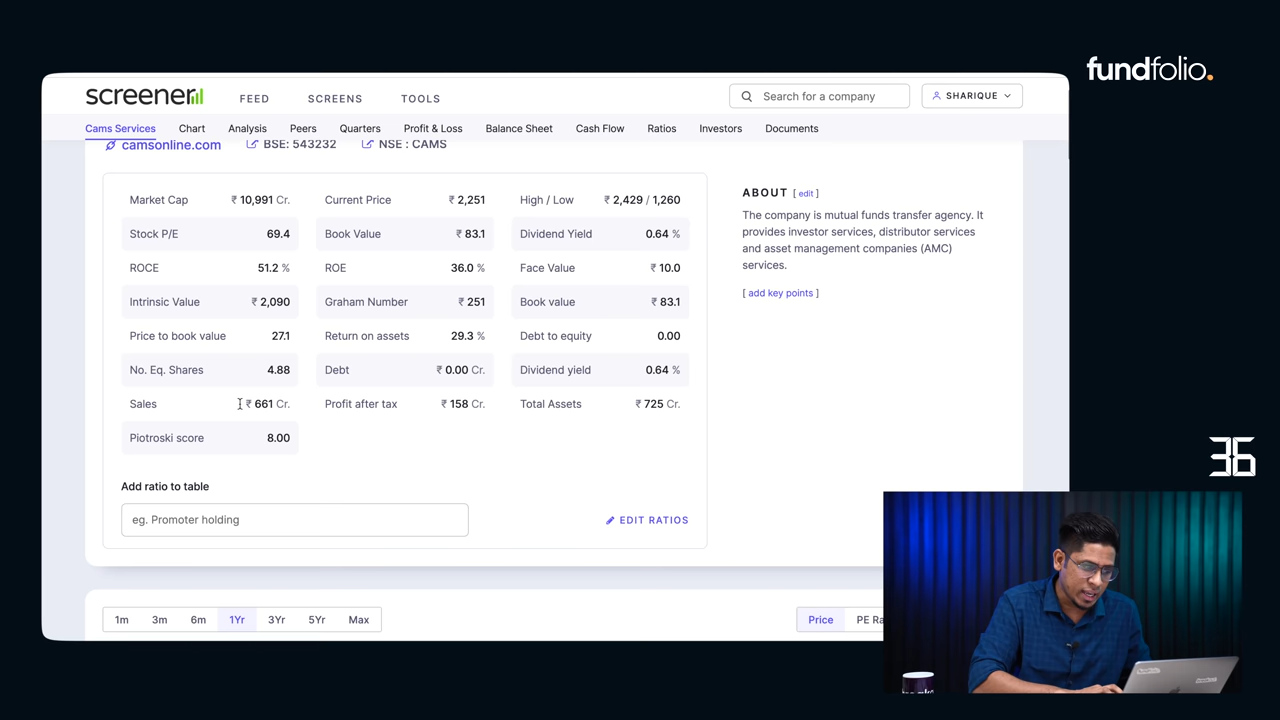 fundfolio.
screener
FEED SCREENS TOOLS
Search for a company
SHARIQUE
Cams Services Chart Analysis Peers Quarters Profit & Loss Balance Sheet Cash Flow Ratios Investors Documents
camsonline.com BSE: 543232 NSE : CAMS
Market Cap ₹ 10,991 Cr. Current Price ₹ 2,251 High / Low ₹ 2,429 / 1,260
Stock P/E 69.4 Book Value ₹ 83.1 Dividend Yield 0.64 %
ROCE 51.2 % ROE 36.0 % Face Value ₹ 10.0
Intrinsic Value ₹ 2,090 Graham Number ₹ 251 Book value ₹ 83.1
Price to book value 27.1 Return on assets 29.3 % Debt to equity 0.00
No. Eq. Shares 4.88 Debt ₹ 0.00 Cr. Dividend yield 0.64 %
Sales ₹ 661 Cr. Profit after tax ₹ 158 Cr. Total Assets ₹ 725 Cr.
Piotroski score 8.00
Add ratio to table
eg. Promoter holding
EDIT RATIOS
ABOUT [ edit ]
The company is mutual funds transfer agency. It
provides investor services, distributor services
and asset management companies (AMC)
services.
[ add key points ]
1m 3m 6m 1Yr 3Yr 5Yr Max
Price PE Ra
36